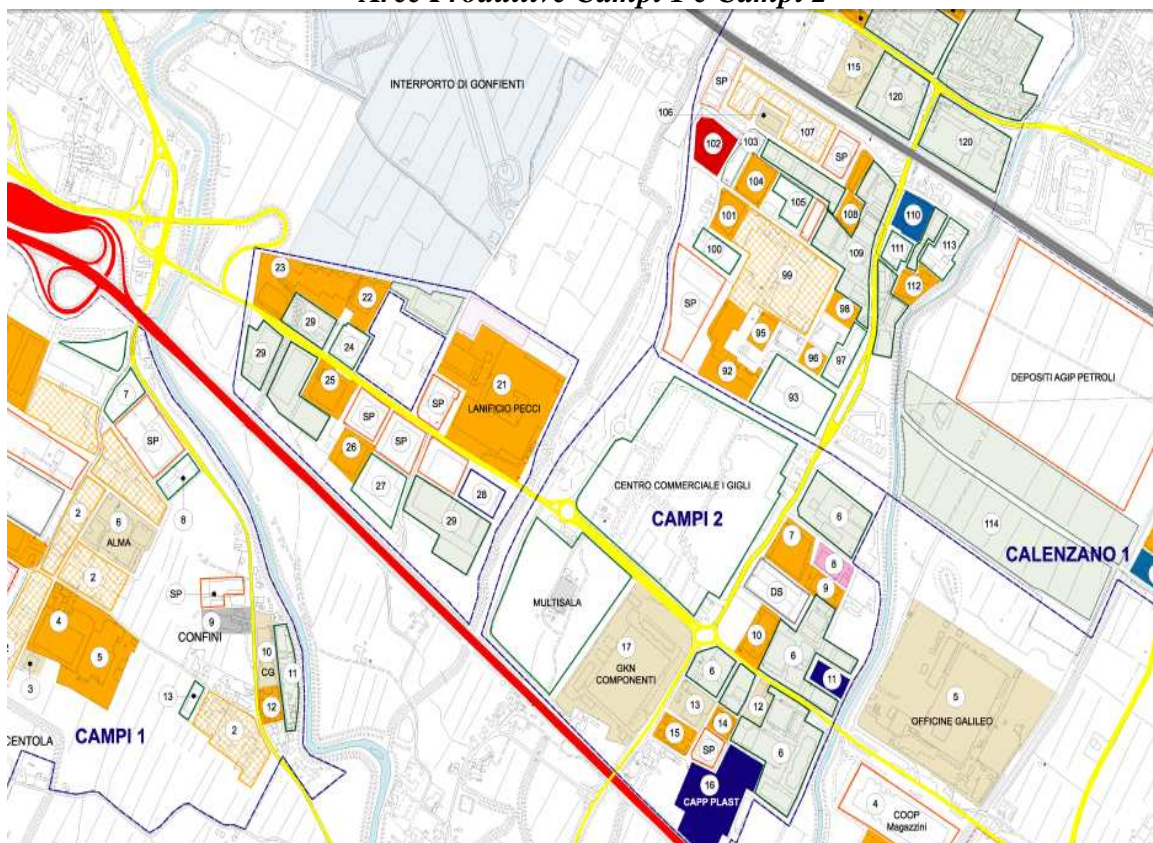 Aree Produttive Campi 1 e Campi 2
INTERPORTO DI GONFIENTI
SP
115
120
120
106
107
102
103
SP
104
105
101
108
110
109
111
113
100
99
112
SP
98
95
96
97
92
93
DEPOSITI AGIP PETROLI
23
22
29
24
29
25
21
LANIFICIO PECCI
SP
SP
SP
26
27
28
29
7
SP
8
2
6
ALMA
2
SP
9
CONFINI
4
5
3
10
CG
11
12
13
2
CENTOLA
CAMPI 1
CENTRO COMMERCIALE I GIGLI
CAMPI 2
MULTISALA
17
GKN
COMPONENTI
6
7
8
9
DS
10
6
11
6
12
13
14
15
SP
6
16
CAPP PLAST
114
CALENZANO 1
5
OFFICINE GALILEO
4
COOP
Magazzini